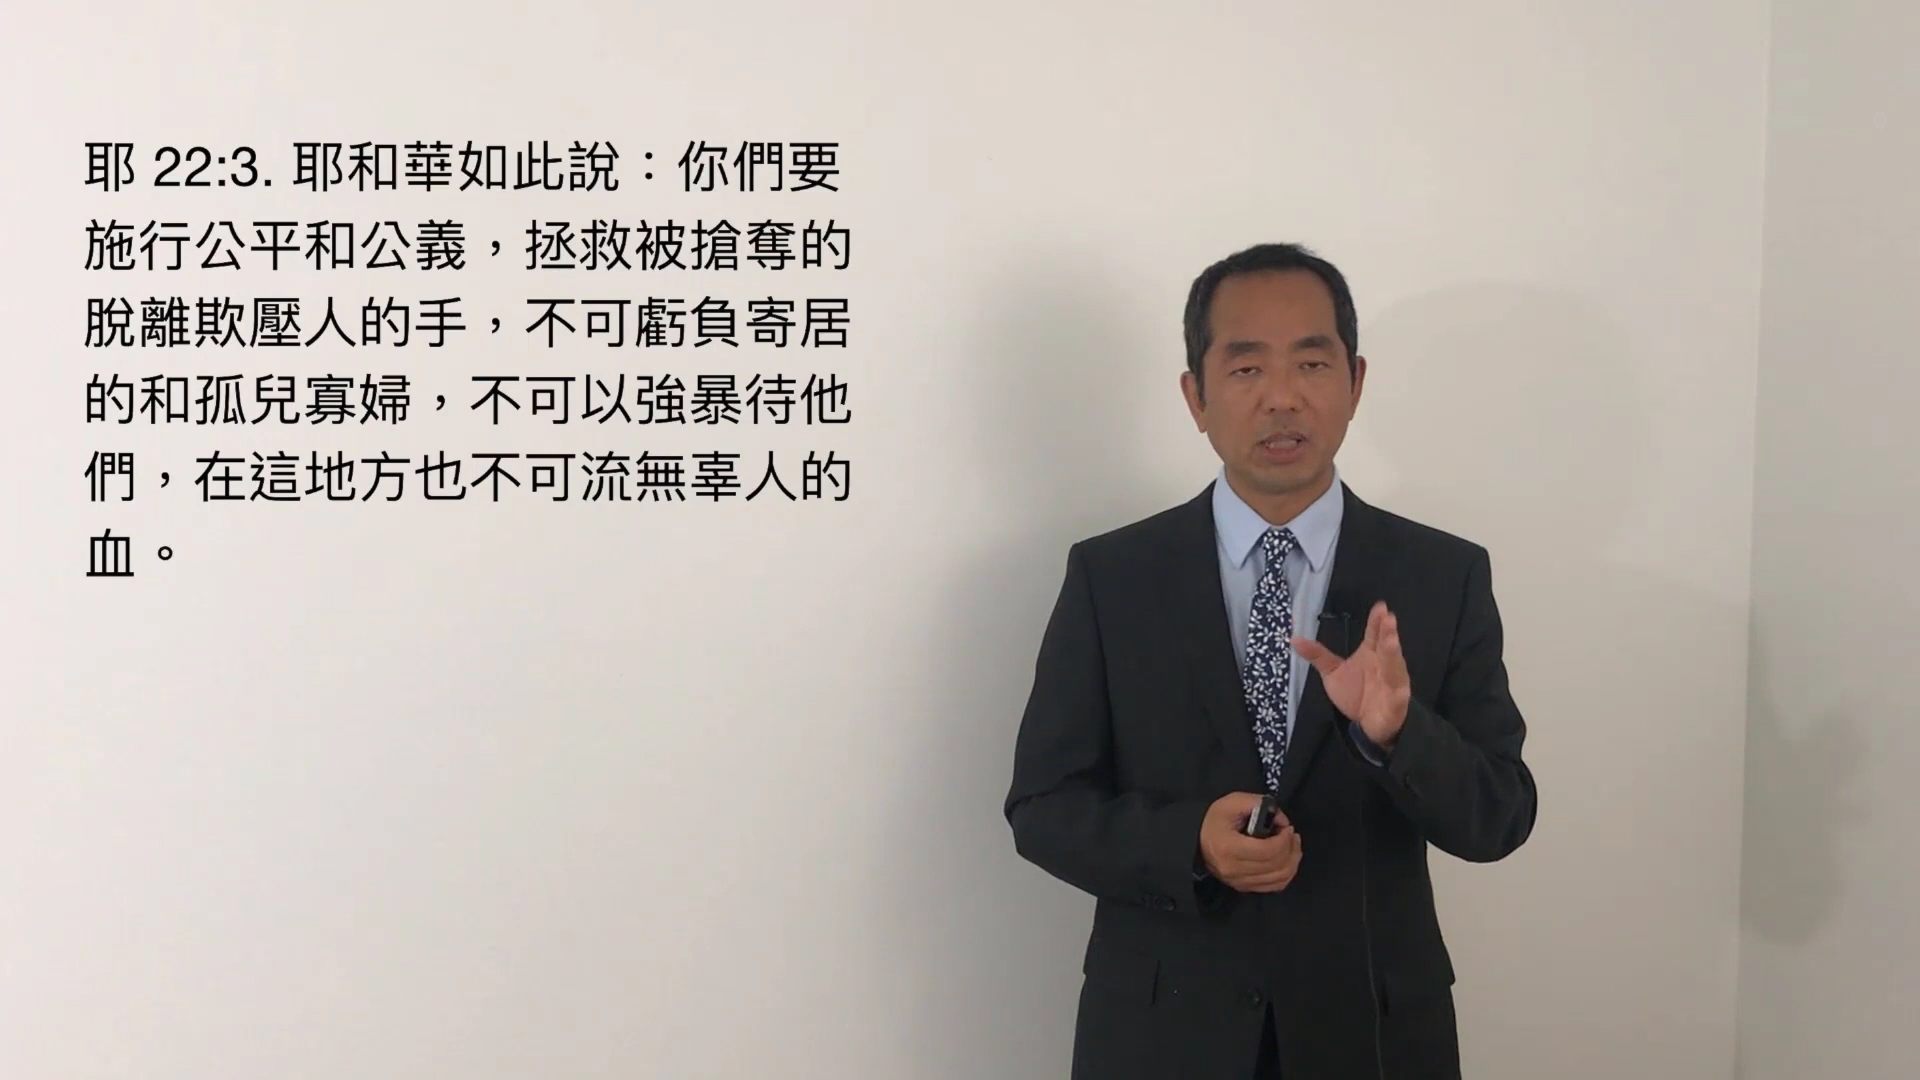 耶 22:3. 耶和華如此說：你們要
施行公平和公義，拯救被搶奪的
脫離欺壓人的手，不可虧負寄居
的和孤兒寡婦，不可以強暴待他
們，在這地方也不可流無辜人的
血。